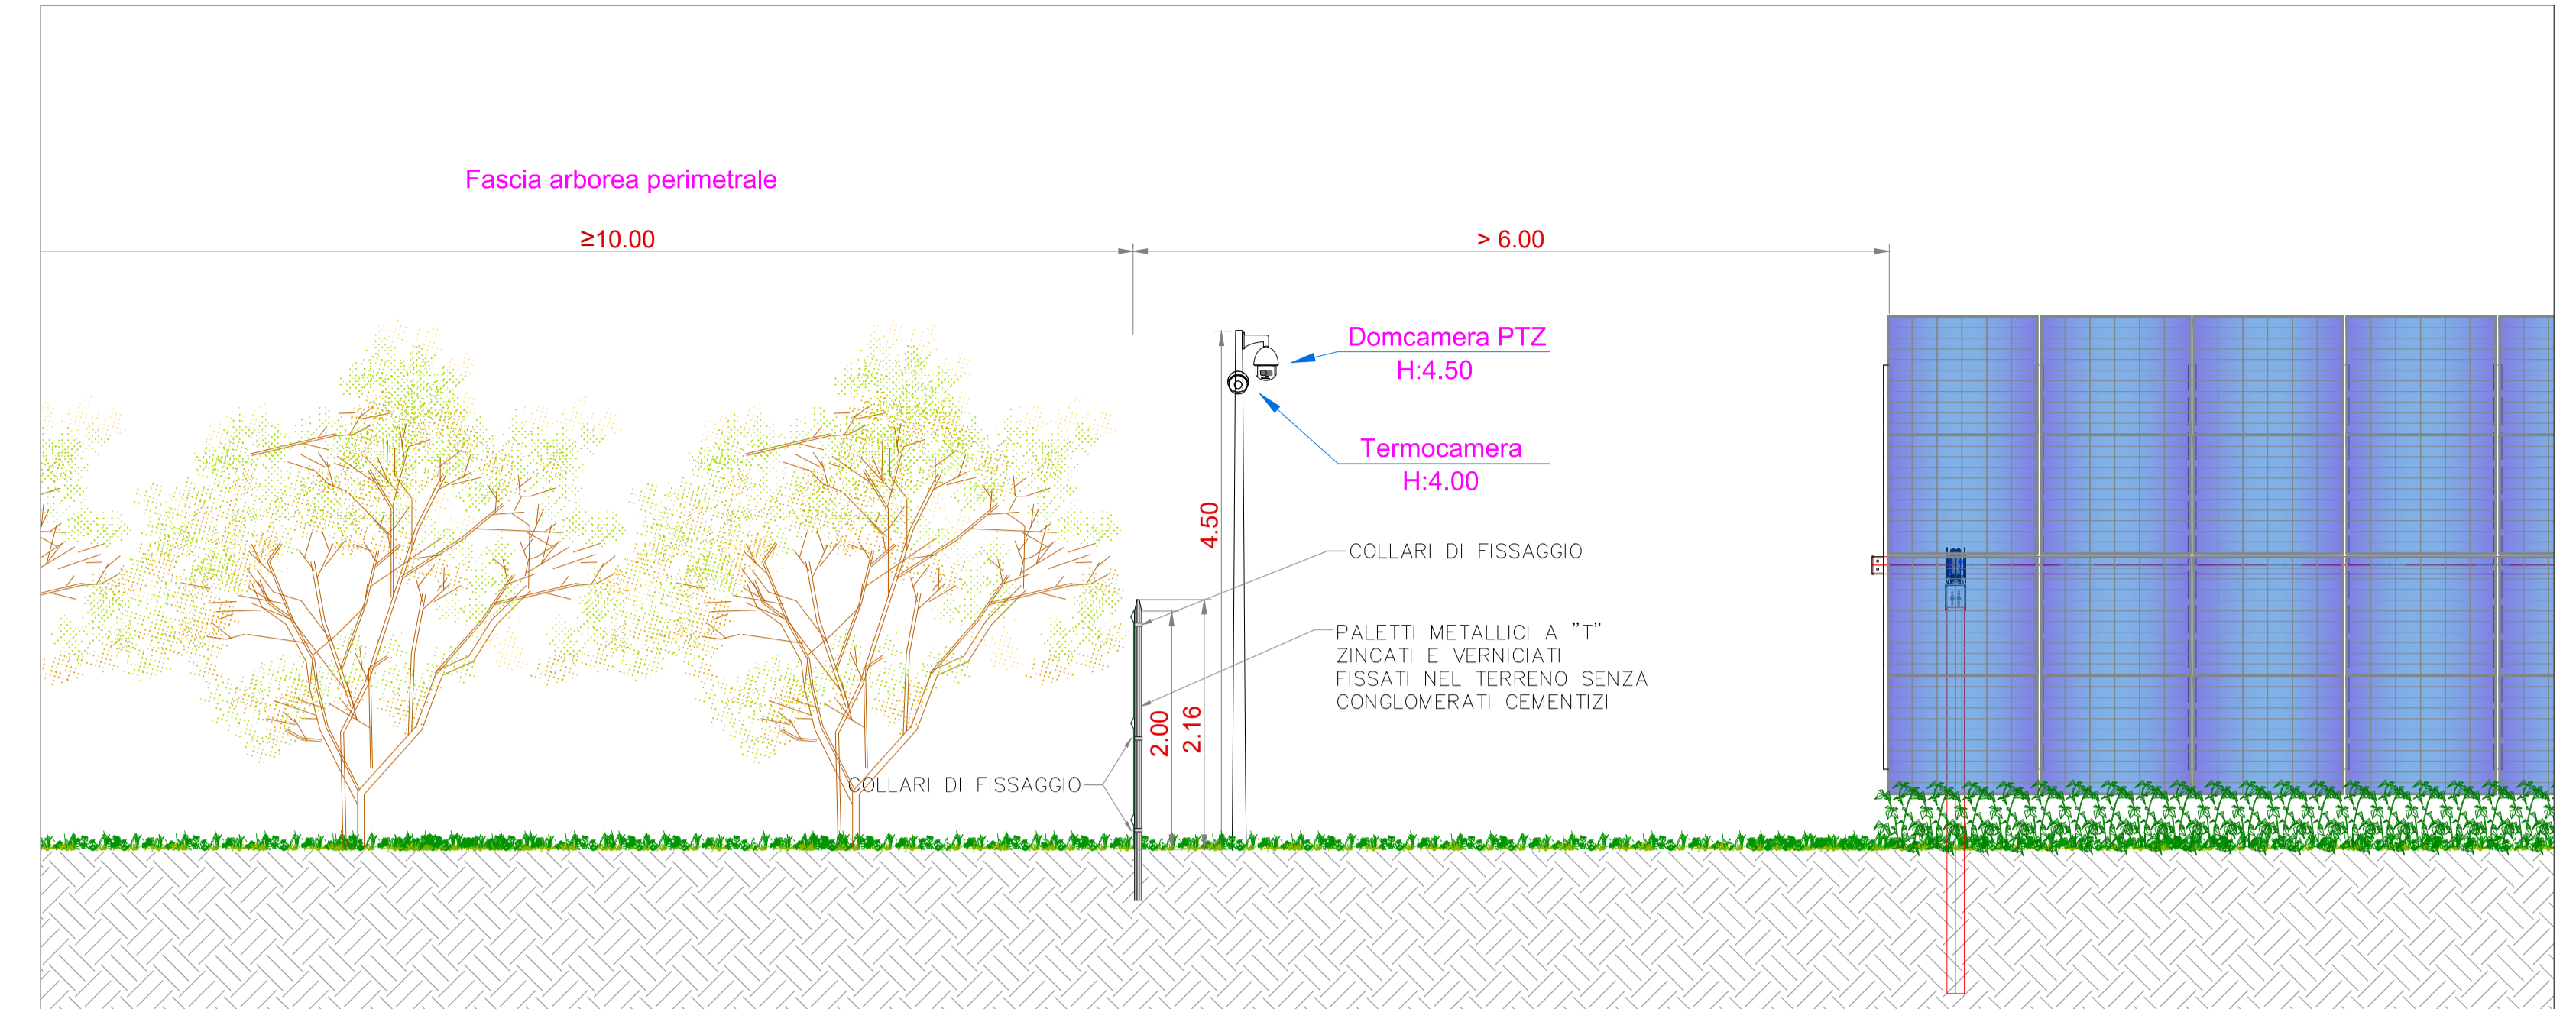 Fascia arborea perimetrale
≥10.00
> 6.00
Domcamera PTZ
H:4.50
Termocamera
H:4.00
4.50
COLLARI DI FISSAGGIO
PALETTI METALLICI A "T"
ZINCATI E VERNICIATI
FISSATI NEL TERRENO SENZA
CONGLOMERATI CEMENTIZI
2.00
2.16
COLLARI DI FISSAGGIO